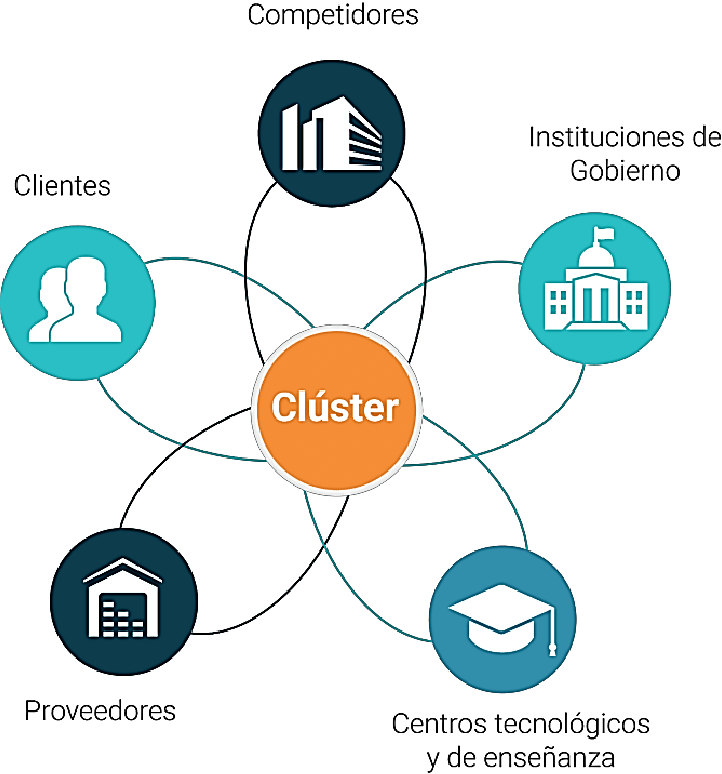 Competidores
Instituciones de
Gobierno
Clientes
Clúster
Proveedores
Centros tecnológicos
y de enseñanza